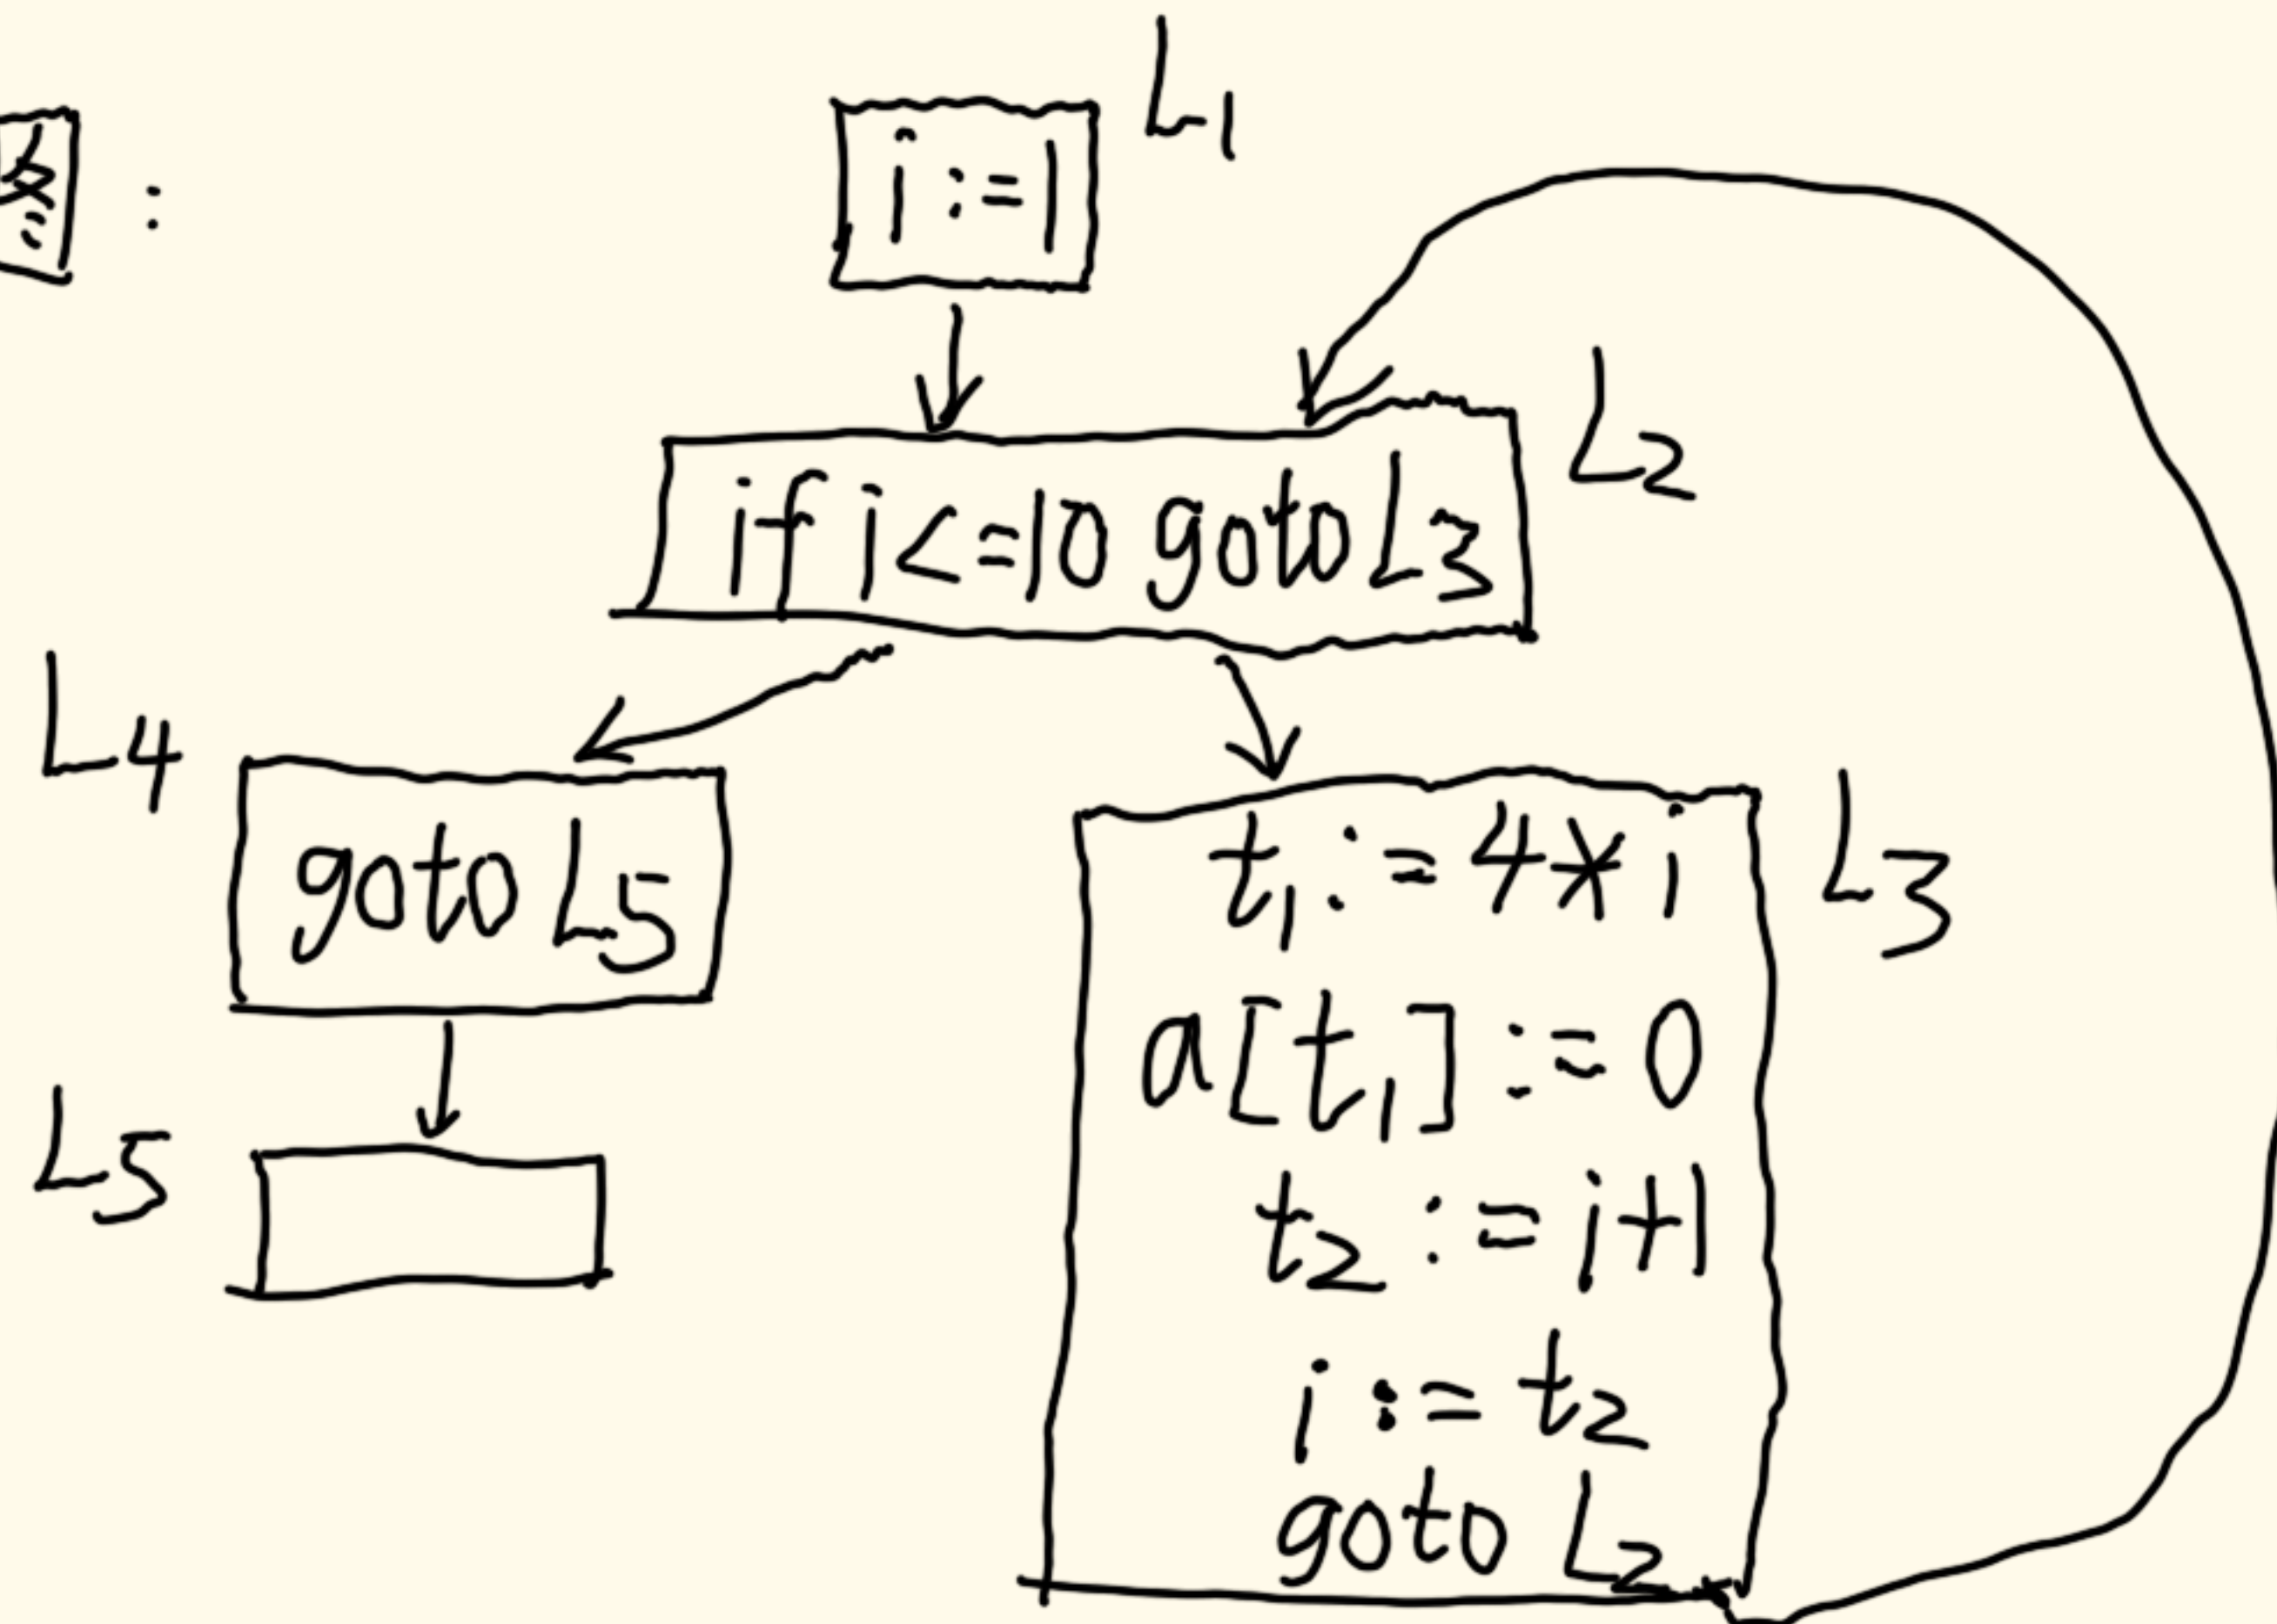 :
L1
i := 1
L2
if i <= 10 goto L3
L4
goto L5
L3
t1 := 4 * i
a[t1] := 0
t2 := i+1
i := t2
goto L2
L5